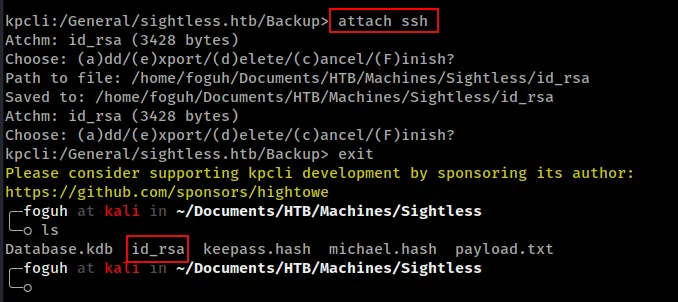 kpcli:/General/sightless.htb/Backup> attach ssh
Atchm: id_rsa (3428 bytes)
Choose: (a)dd/(e)xport/(d)elete/(c)ancel/(F)inish?
Path to file: /home/foguh/Documents/HTB/Machines/Sightless/id_rsa
Saved to: /home/foguh/Documents/HTB/Machines/Sightless/id_rsa
Atchm: id_rsa (3428 bytes)
Choose: (a)dd/(e)xport/(d)elete/(c)ancel/(F)inish?
kpcli:/General/sightless.htb/Backup> exit
Please consider supporting kpcli development by sponsoring its author:
https://github.com/sponsors/hightowe
╭─foguh at kali in ~/Documents/HTB/Machines/Sightless
╰─○ ls
Database.kdb id_rsa keepass.hash michael.hash payload.txt
╭─foguh at kali in ~/Documents/HTB/Machines/Sightless
╰─○